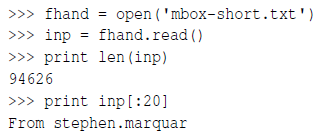 >>> fhand = open('mbox-short.txt')
>>> inp = fhand.read()
>>> print len(inp)
94626
>>> print inp[:20]
From stephen.marquar